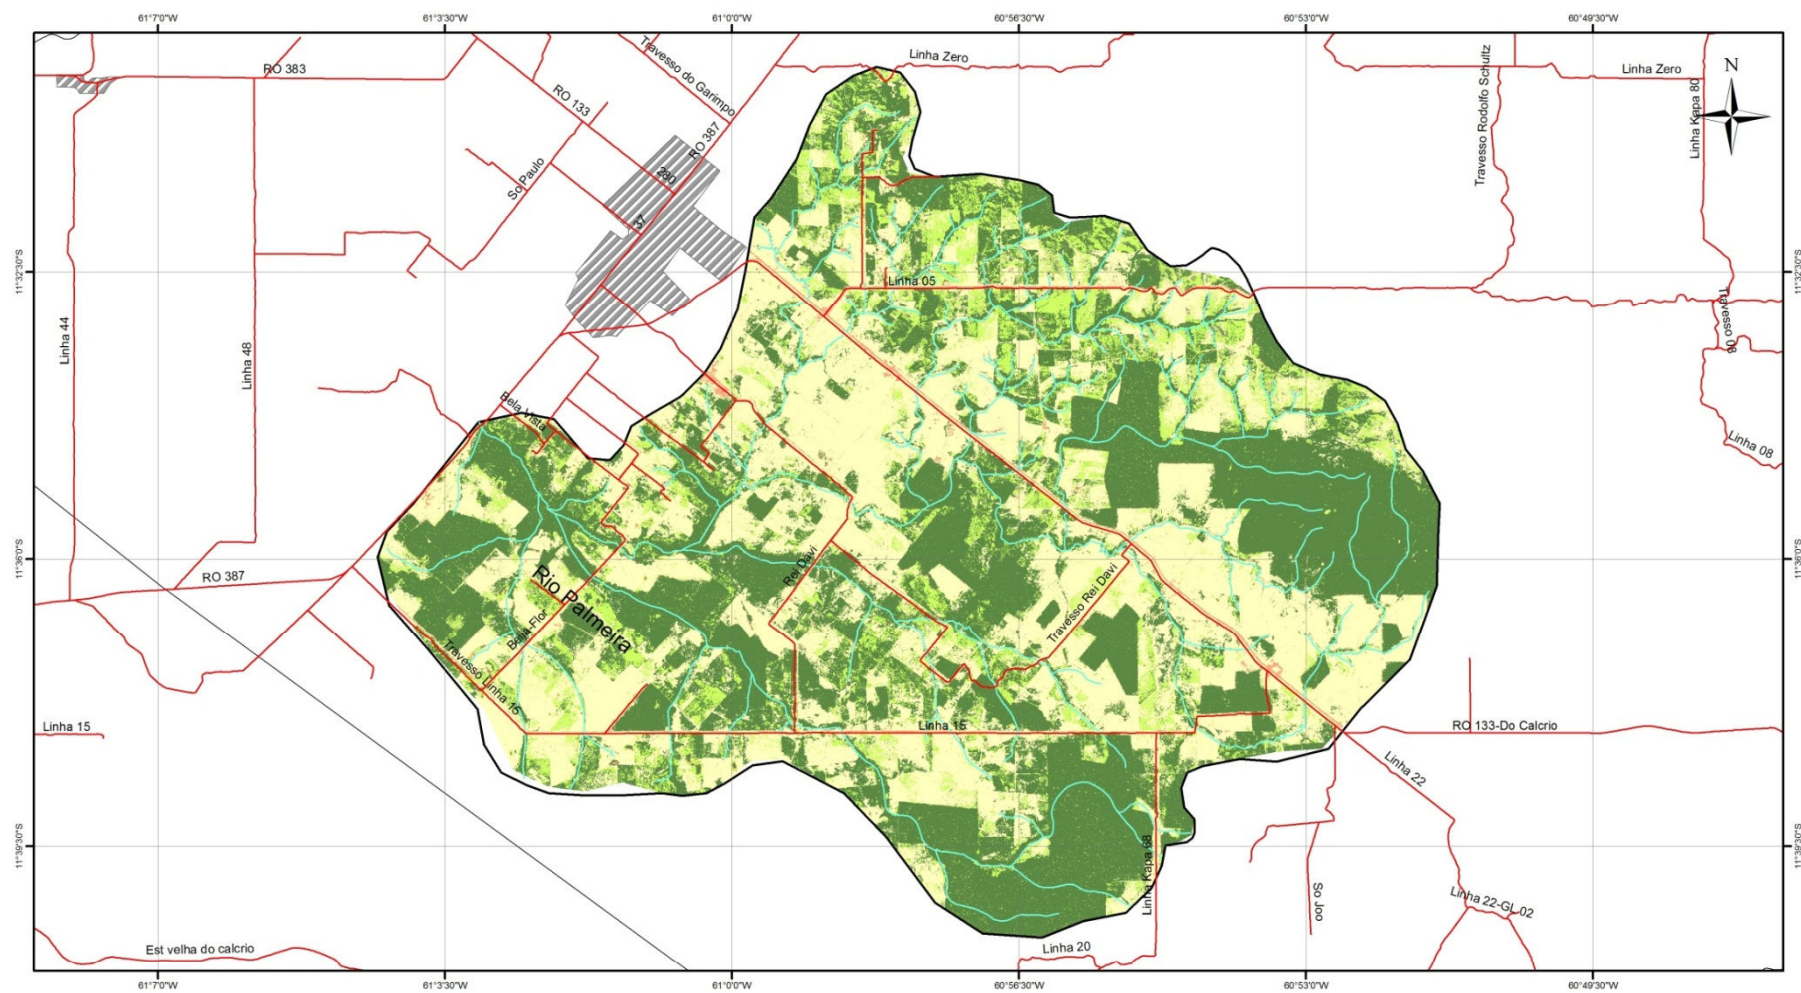 61°7'0"W 61°3'30"W 61°0'0"W 60°56'30"W 60°53'0"W 60°49'30"W
RO 383
Travesso do Garimpo
Linha Zero
Linha Zero
N
RO 133
RO 387
Travesso Rodolfo Schultz
Linha Kapa 80
280
So Paulo
37
11°32'30"S
11°32'30"S
Linha 05
Travesso 08
Linha 44
Linha 48
Bela Vista
Linha 08
11°36'0"S
11°36'0"S
RO 387
Rio Palmeira
Rei Davi
Travesso Rei Davi
Beija-Flor
Travesso Linha 15
Linha 15
Linha 15
RO 133-Do Calcrio
Linha 22
11°39'30"S
11°39'30"S
Linha Kapa 68
So Joo
Linha 22-GL 02
Est velha do calcrio
Linha 20
61°7'0"W 61°3'30"W 61°0'0"W 60°56'30"W 60°53'0"W 60°49'30"W